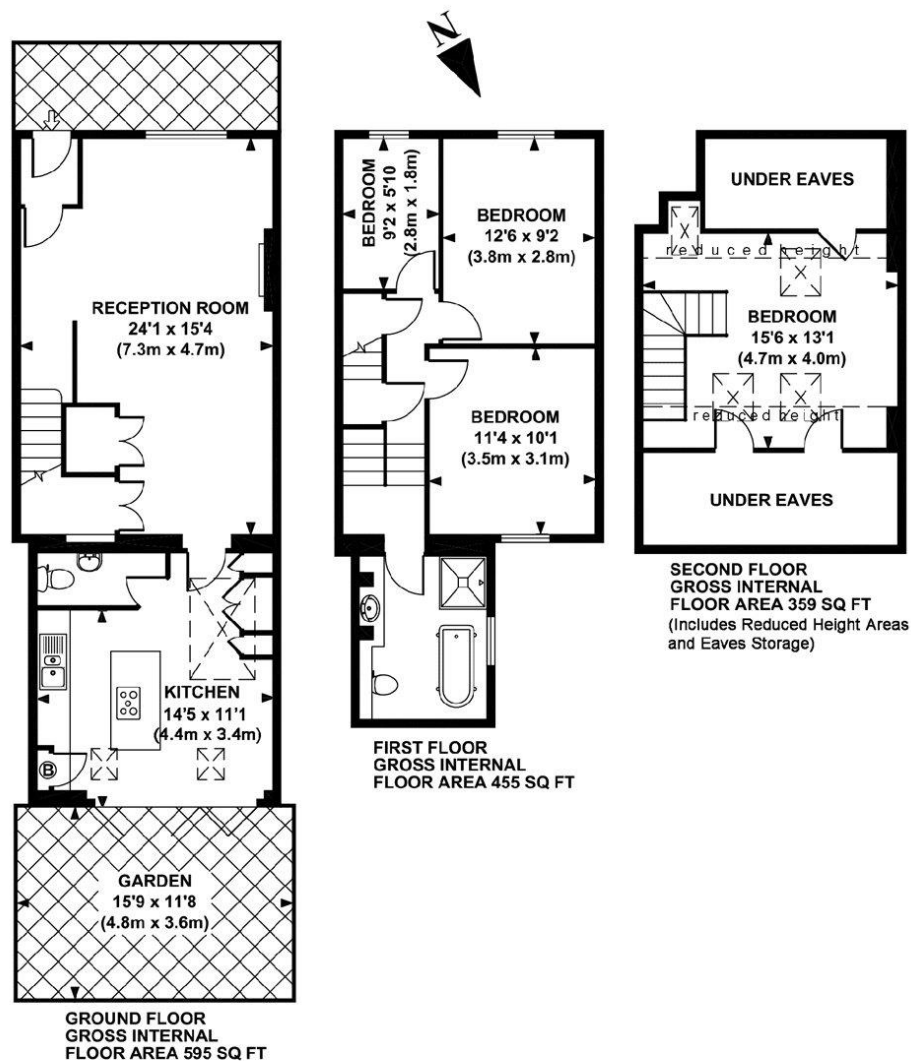 N
RECEPTION ROOM
24'1 x 15'4
(7.3m x 4.7m)
KITCHEN
14'5 x 11'1
(4.4m x 3.4m)
B
GARDEN
15'9 x 11'8
(4.8m x 3.6m)
GROUND FLOOR
GROSS INTERNAL
FLOOR AREA 595 SQ FT
BEDROOM
9'2 x 5'10
(2.8m x 1.8m)
BEDROOM
12'6 x 9'2
(3.8m x 2.8m)
BEDROOM
11'4 x 10'1
(3.5m x 3.1m)
FIRST FLOOR
GROSS INTERNAL
FLOOR AREA 455 SQ FT
UNDER EAVES
reduced height
BEDROOM
15'6 x 13'1
(4.7m x 4.0m)
reduced height
UNDER EAVES
SECOND FLOOR
GROSS INTERNAL
FLOOR AREA 359 SQ FT
(Includes Reduced Height Areas
and Eaves Storage)